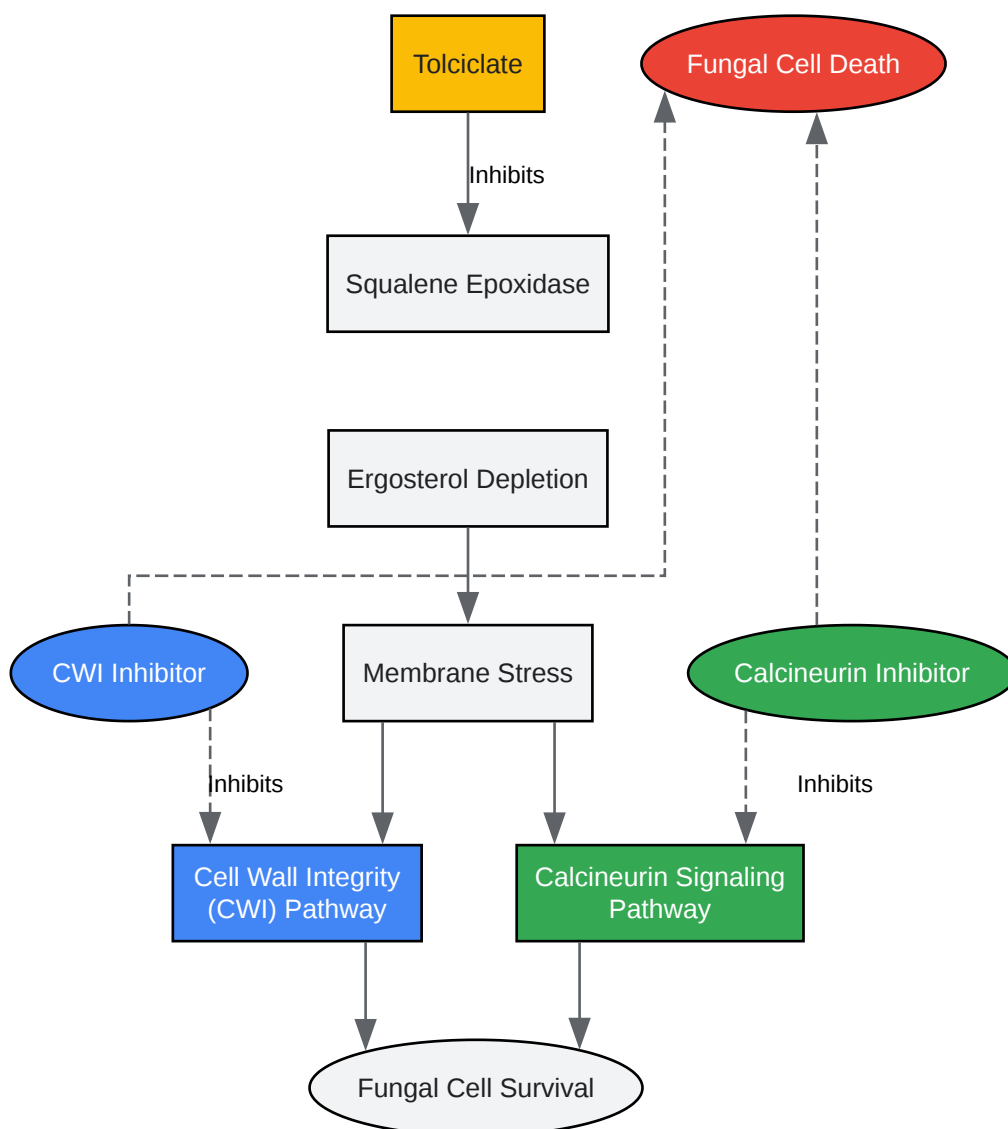 Tolciclate
Fungal Cell Death
Inhibits
Squalene Epoxidase
Ergosterol Depletion
CWI Inhibitor
Membrane Stress
Calcineurin Inhibitor
Inhibits
Inhibits
Cell Wall Integrity
(CWI) Pathway
Calcineurin Signaling
Pathway
Fungal Cell Survival